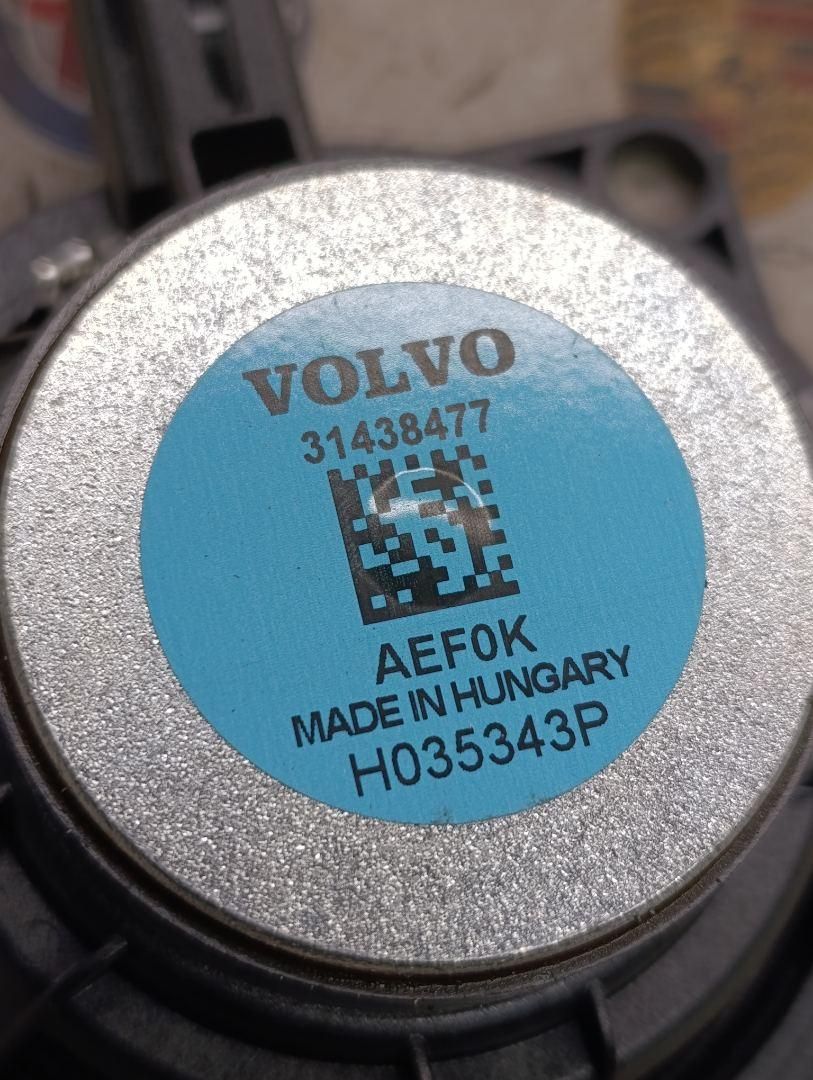 VOLVO
31438477
AEF0K
MADE IN HUNGARY
H035343P